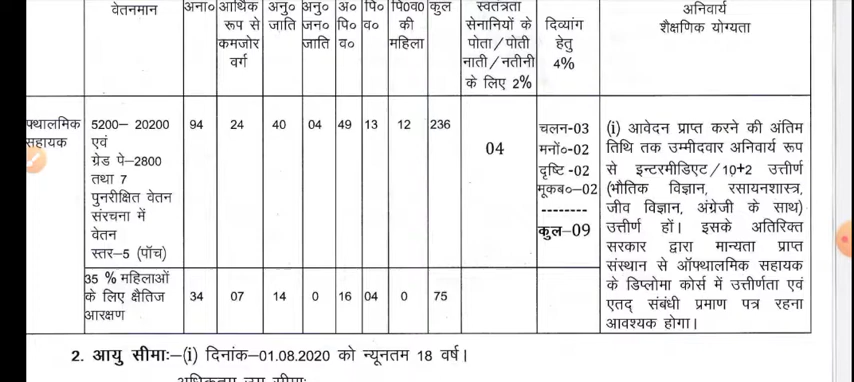 वेतनमान अना० आर्थिक रूप से कमजोर वर्ग अनु० जाति अनु० जन० जाति अ० पि० व० पि० व० पि०व० की महिला कुल स्वतंत्रता सेनानियों के पोता/पोती नाती/नतीनी के लिए 2% दिव्यांग हेतु 4% अनिवार्य शैक्षणिक योग्यता
फ्थालमिक सहायक
5200– 20200
एवं
ग्रेड पे–2800
तथा 7
पुनरीक्षित वेतन
संरचना में
वेतन
स्तर–5 (पाँच)
94 24 40 04 49 13 12 236
04
चलन-03
मनों०-02
दृष्टि -02
मूकब०–02
--------
कुल–09
(i) आवेदन प्राप्त करने की अंतिम
तिथि तक उम्मीदवार अनिवार्य रूप
से इन्टरमीडिएट/10+2 उत्तीर्ण
(भौतिक विज्ञान, रसायनशास्त्र,
जीव विज्ञान, अंग्रेजी के साथ)
उत्तीर्ण हों। इसके अतिरिक्त
सरकार द्वारा मान्यता प्राप्त
संस्थान से ऑफ्थालमिक सहायक
के डिप्लोमा कोर्स में उत्तीर्णता एवं
एतद् संबंधी प्रमाण पत्र रहना
आवश्यक होगा।
35 % महिलाओं
के लिए क्षैतिज
आरक्षण
34 07 14 0 16 04 0 75
2. आयु सीमाः–(i) दिनांक–01.08.2020 को न्यूनतम 18 वर्ष।